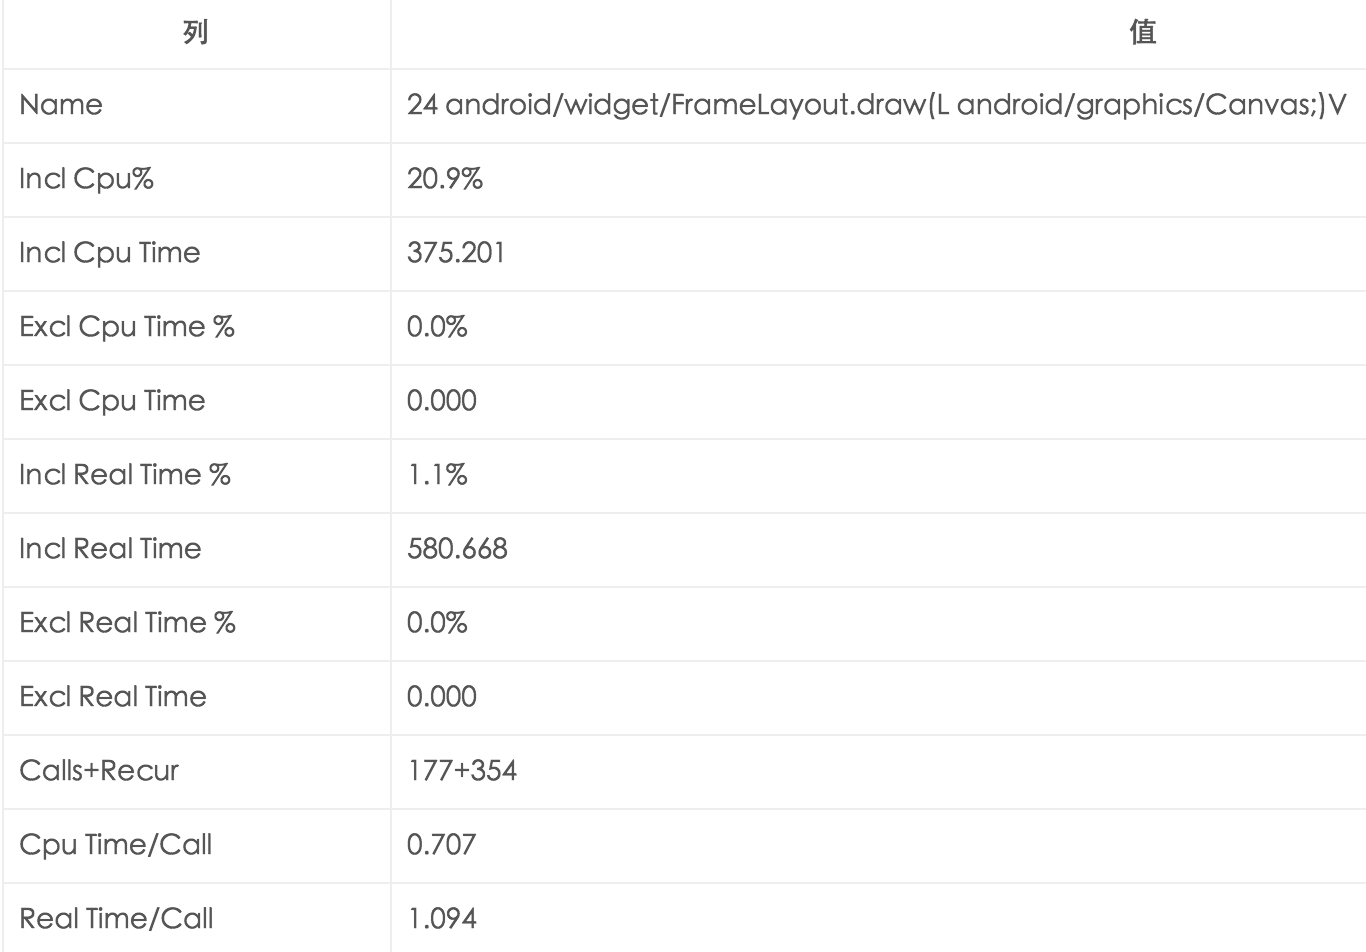 列 值
Name 24 android/widget/FrameLayout.draw(L android/graphics/Canvas;)V
Incl Cpu% 20.9%
Incl Cpu Time 375.201
Excl Cpu Time % 0.0%
Excl Cpu Time 0.000
Incl Real Time % 1.1%
Incl Real Time 580.668
Excl Real Time % 0.0%
Excl Real Time 0.000
Calls+Recur 177+354
Cpu Time/Call 0.707
Real Time/Call 1.094